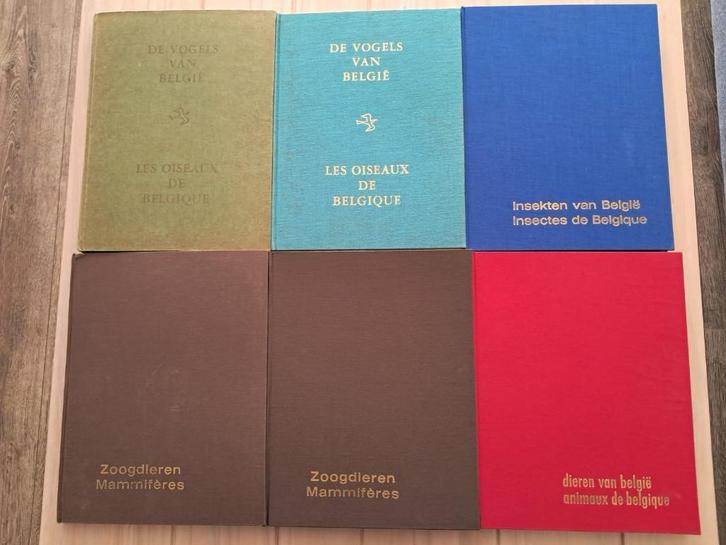 DE VOGELS
VAN
BELGIË
LES OISEAUX
DE
BELGIQUE
DE VOGELS
VAN
BELGIË
LES OISEAUX
DE
BELGIQUE
Insekten van België
Insectes de Belgique
Zoogdieren
Mammifères
Zoogdieren
Mammifères
dieren van belgië
animaux de belgique